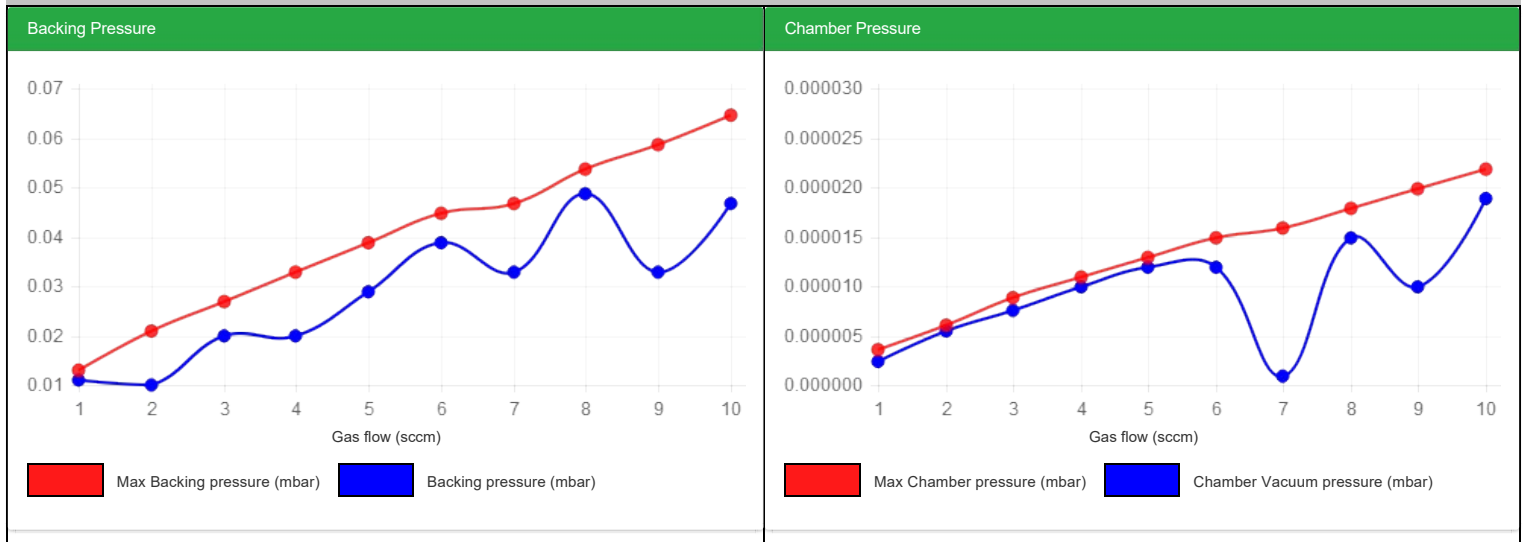 Backing Pressure
0.07
0.06
0.05
0.04
0.03
0.02
0.01
1 2 3 4 5 6 7 8 9 10
Gas flow (sccm)
Max Backing pressure (mbar) Backing pressure (mbar)
Chamber Pressure
0.000030
0.000025
0.000020
0.000015
0.000010
0.000005
0.000000
1 2 3 4 5 6 7 8 9 10
Gas flow (sccm)
Max Chamber pressure (mbar) Chamber Vacuum pressure (mbar)